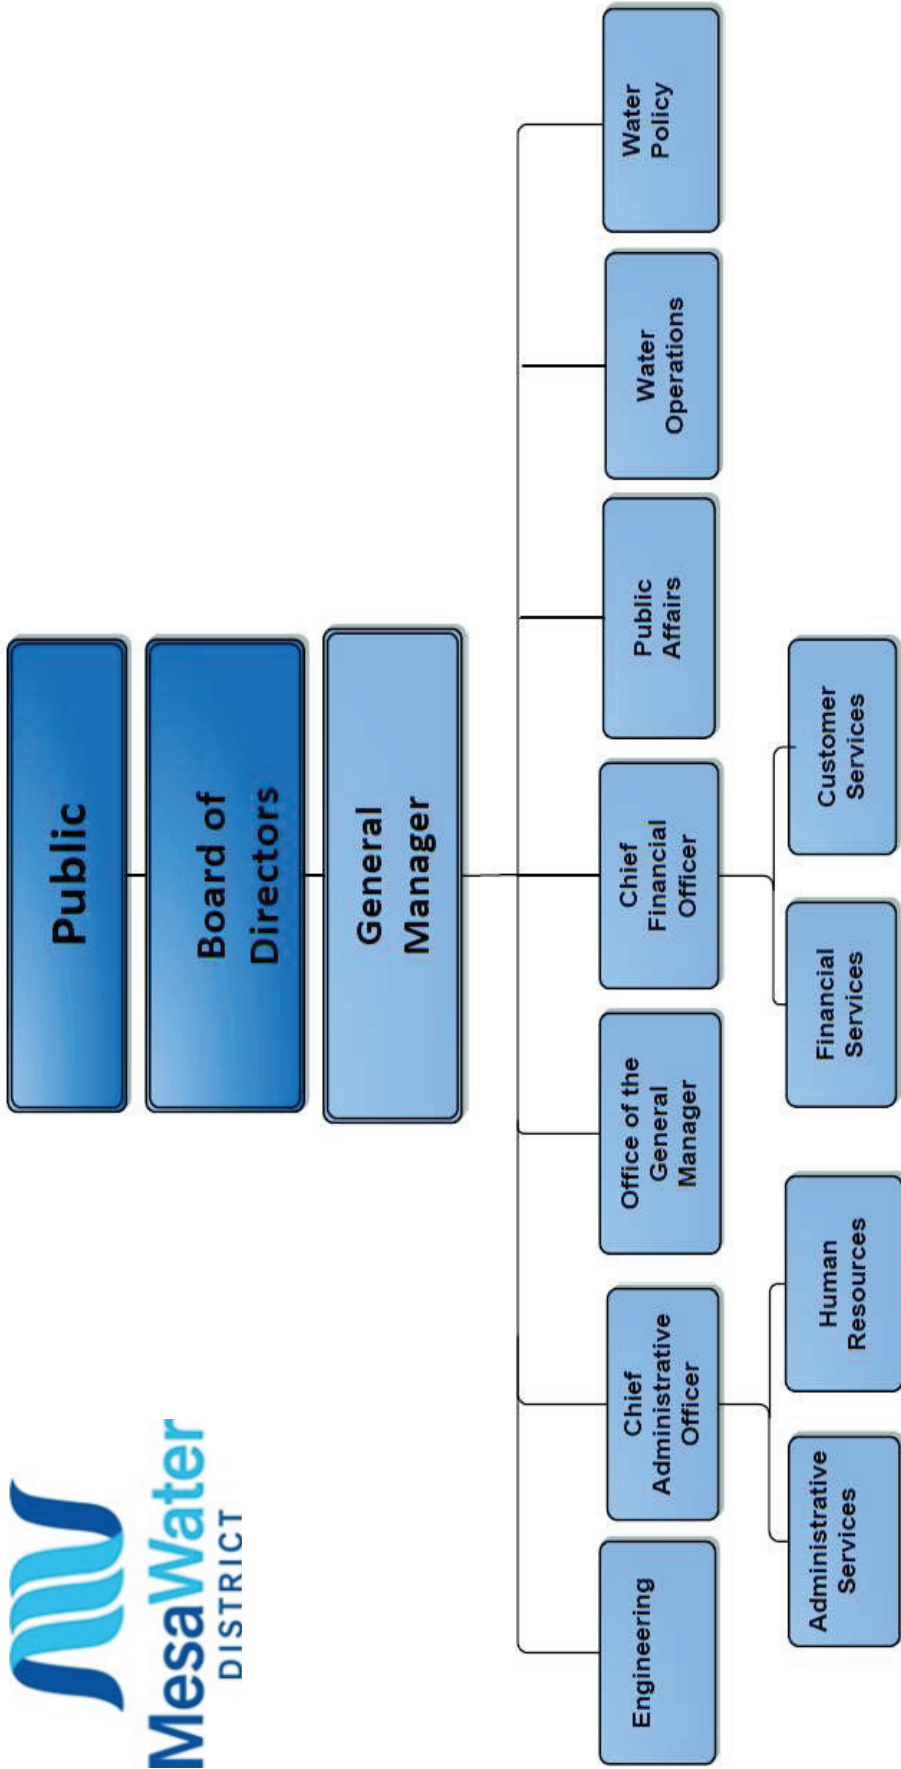 MesaWater
DISTRICT
Public
Board of
Directors
General
Manager
Engineering
Chief
Administrative
Officer
Office of the
General
Manager
Chief
Financial
Officer
Public
Affairs
Water
Operations
Water
Policy
Administrative
Services
Human
Resources
Financial
Services
Customer
Services